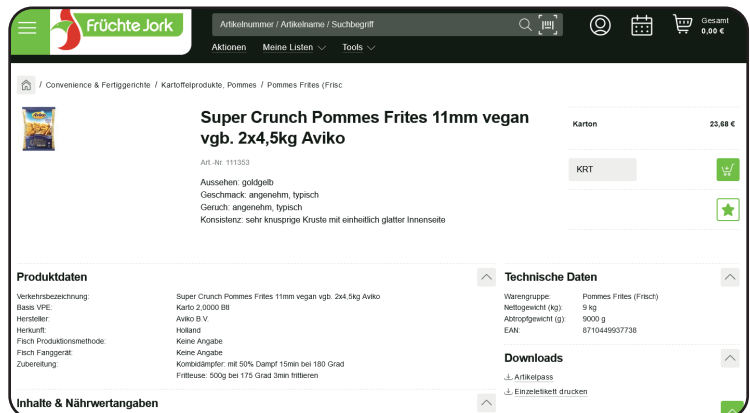 Früchte Jork
Artikelnummer / Artikelname / Suchbegriff
Gesamt
0,00 €
Aktionen Meine Listen Tools
/ Convenience & Fertiggerichte / Kartoffelprodukte, Pommes / Pommes Frites (Frisc
Super Crunch Pommes Frites 11mm vegan
vgb. 2x4,5kg Aviko
Art.-Nr. 111353
Aussehen: goldgelb
Geschmack: angenehm, typisch
Geruch: angenehm, typisch
Konsistenz: sehr knusprige Kruste mit einheitlich glatter Innenseite
Karton 23,68 €
KRT
Produktdaten
Verkehrsbezeichnung: Super Crunch Pommes Frites 11mm vegan vgb. 2x4,5kg Aviko
Basis VPE: Karto 2,0000 Btl
Hersteller: Aviko B.V.
Herkunft: Holland
Fisch Produktionsmethode: Keine Angabe
Fisch Fanggerät: Keine Angabe
Zubereitung: Kombidämpfer: mit 50% Dampf 15min bei 180 Grad
Fritteuse: 500g bei 175 Grad 3min frittieren
Inhalte & Nährwertangaben
Technische Daten
Warengruppe: Pommes Frites (Frisch)
Nettogewicht (kg): 9 kg
Abtropfgewicht (g): 9000 g
EAN: 8710449937738
Downloads
Artikelpass
Einzeletikett drucken